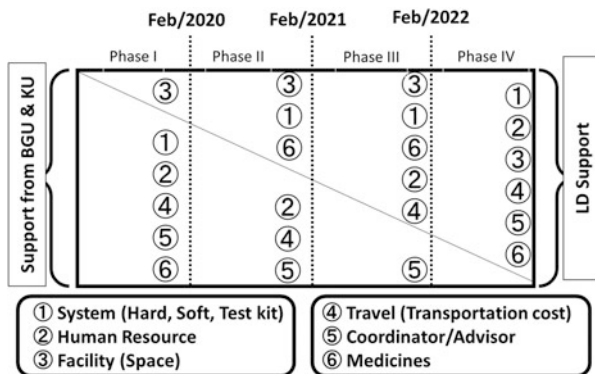 Feb/2020 Feb/2021 Feb/2022
Phase I Phase II Phase III Phase IV
Support from BGU & KU
③ ③ ③ ①
① ① ②
① ⑥ ⑥ ③
② ② ④
④ ② ④ ⑤
⑤ ④ ⑥
⑥ ⑤ ⑤
LD Support
① System (Hard, Soft, Test kit)
② Human Resource
③ Facility (Space)
④ Travel (Transportation cost)
⑤ Coordinator/Advisor
⑥ Medicines